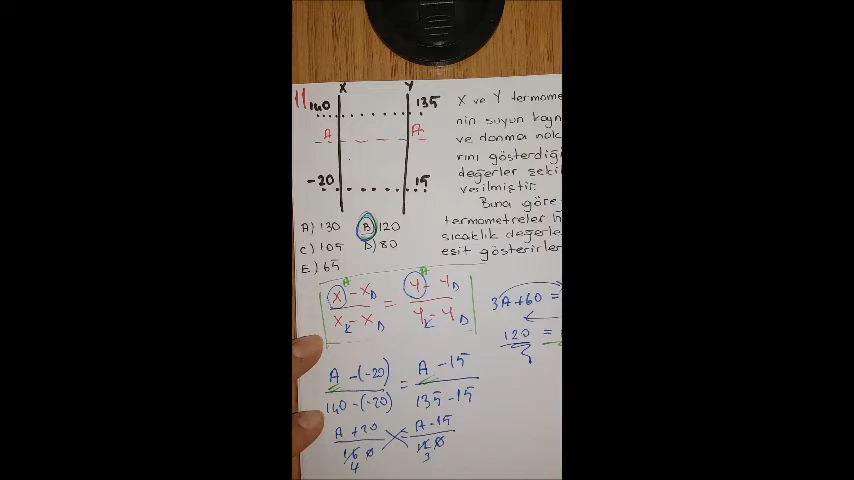 11
X Y
140 135
A A
-20 15
X ve Y termome
nin suyun kayn
ve donma nok
rını gösterdiği
değerler şekil
verilmiştir.
Buna göre
termometreler h
sıcaklık değerle
eşit gösterirler
A) 130 B) 120
C) 105 D) 80
E) 65
X - X_D / X_K - X_D = Y - Y_D / Y_K - Y_D
A A
3A+60 =
120 =
A -(-20) / 140 -(-20) = A - 15 / 135 - 15
A + 20 / 160 = A - 15 / 120
4 3